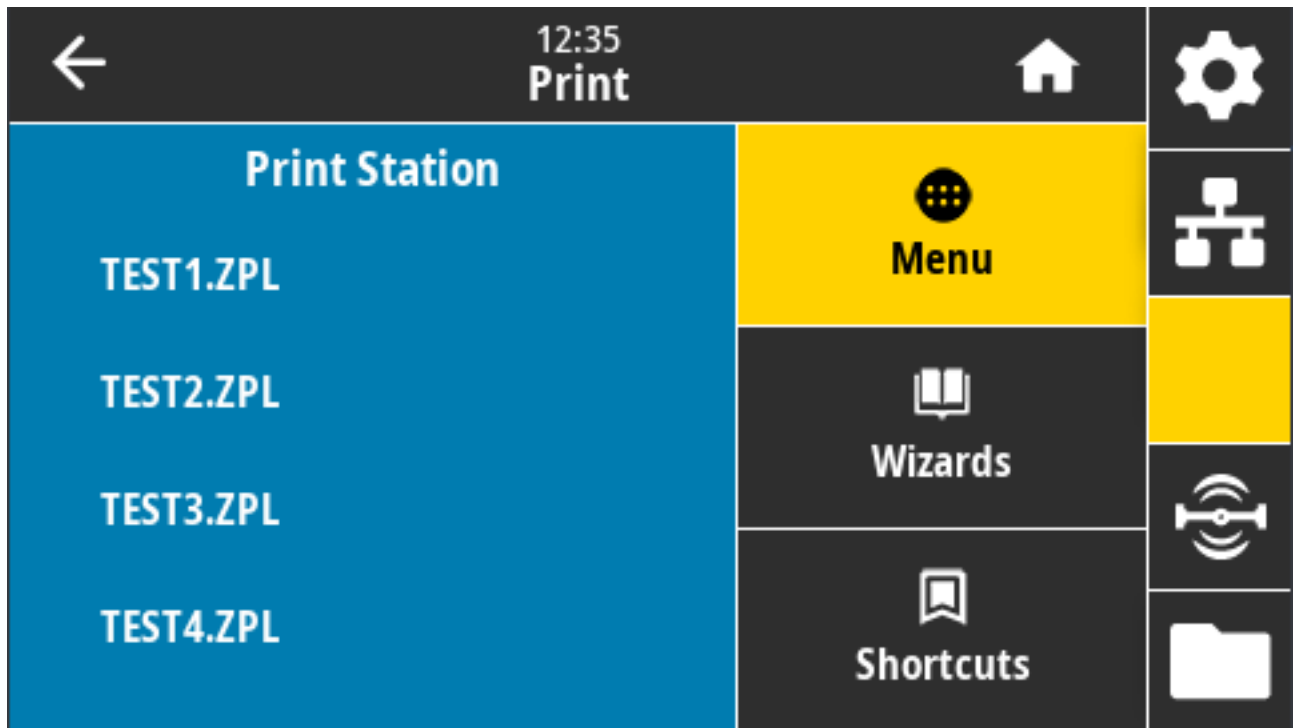 12:35
Print
Print Station
TEST1.ZPL
TEST2.ZPL
TEST3.ZPL
TEST4.ZPL
Menu
Wizards
Shortcuts